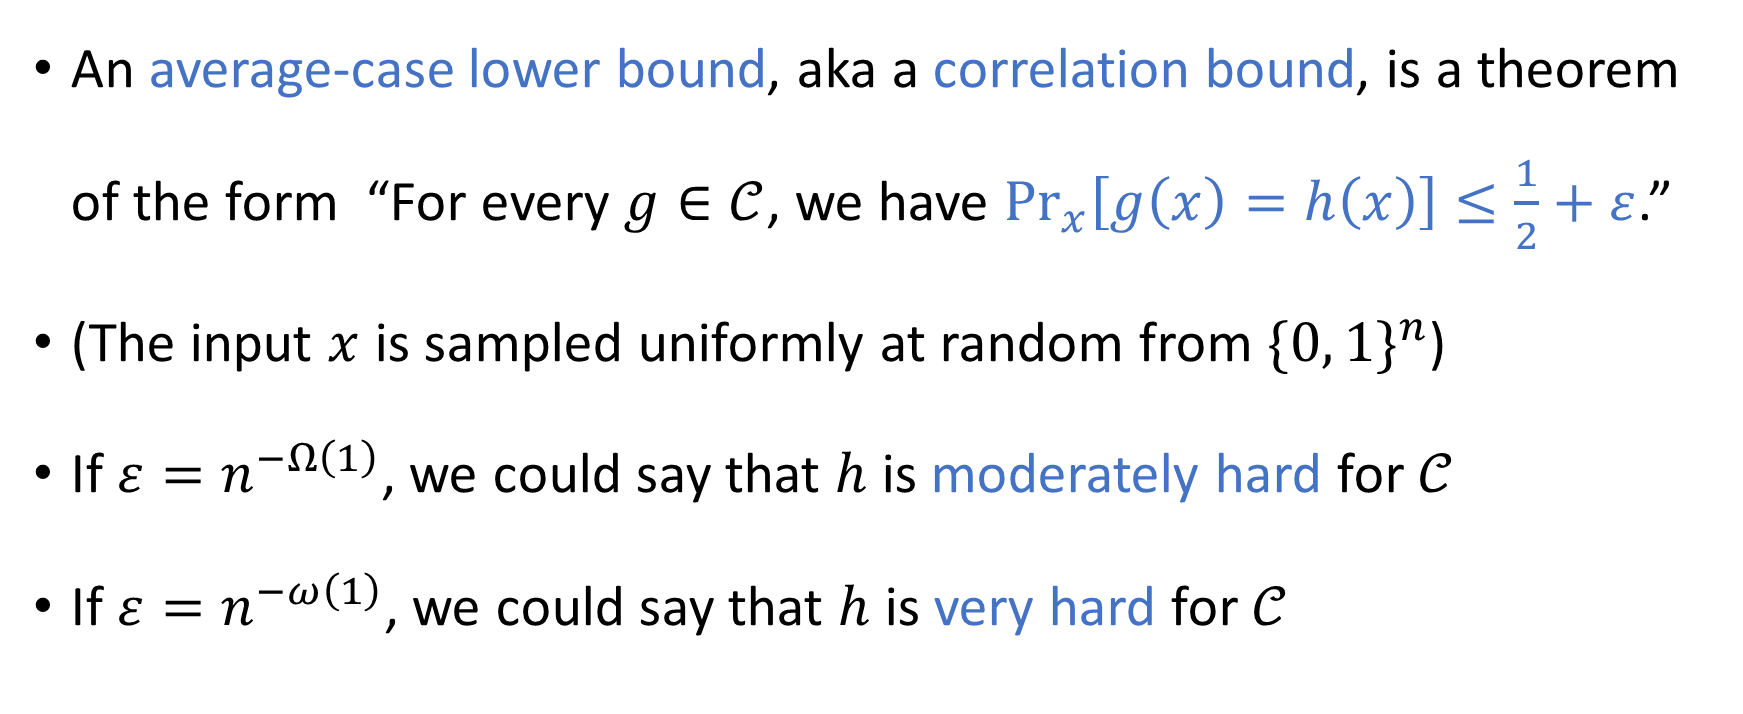 • An average-case lower bound, aka a correlation bound, is a theorem
of the form “For every 𝑔 ∈ 𝒞, we have Pr𝑥[𝑔(𝑥) = ℎ(𝑥)] ≤ 1/2 + 𝜀.”
• (The input 𝑥 is sampled uniformly at random from {0, 1}ⁿ)
• If 𝜀 = 𝑛^{−Ω(1)}, we could say that ℎ is moderately hard for 𝒞
• If 𝜀 = 𝑛^{−𝜔(1)}, we could say that ℎ is very hard for 𝒞